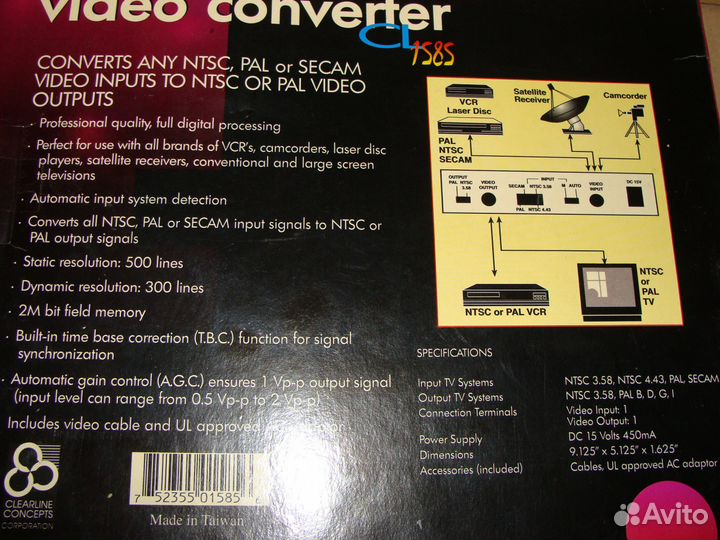 video converter
CL 1585
CONVERTS ANY NTSC, PAL or SECAM
VIDEO INPUTS TO NTSC OR PAL VIDEO
OUTPUTS
· Professional quality, full digital processing
· Perfect for use with all brands of VCR's, camcorders, laser disc
players, satellite receivers, conventional and large screen
televisions
· Automatic input system detection
· Converts all NTSC, PAL or SECAM input signals to NTSC or
PAL output signals
· Static resolution: 500 lines
· Dynamic resolution: 300 lines
· 2M bit field memory
· Built-in time base correction (T.B.C.) function for signal
synchronization
· Automatic gain control (A.G.C.) ensures 1 Vp-p output signal
(input level can range from 0.5 Vp-p to 2 Vp-p)
Includes video cable and UL approved AC adaptor
CLEARLINE
CONCEPTS
CORPORATION
7 52355 01585
Made in Taiwan
VCR
Laser Disc
Satellite
Receiver
Camcorder
PAL
NTSC
SECAM
OUTPUT
PAL NTSC
3.58
VIDEO
OUTPUT
INPUT
SECAM NTSC 3.58
PAL NTSC 4.43
M AUTO
VIDEO
INPUT
DC 15V
NTSC or PAL VCR
NTSC
or
PAL
TV
SPECIFICATIONS
Input TV Systems NTSC 3.58, NTSC 4.43, PAL, SECAM
Output TV Systems NTSC 3.58, PAL B, D, G, I
Connection Terminals Video Input: 1
Video Output: 1
Power Supply DC 15 Volts 450mA
Dimensions 9.125" x 5.125" x 1.625"
Accessories (included) Cables, UL approved AC adaptor
Avito